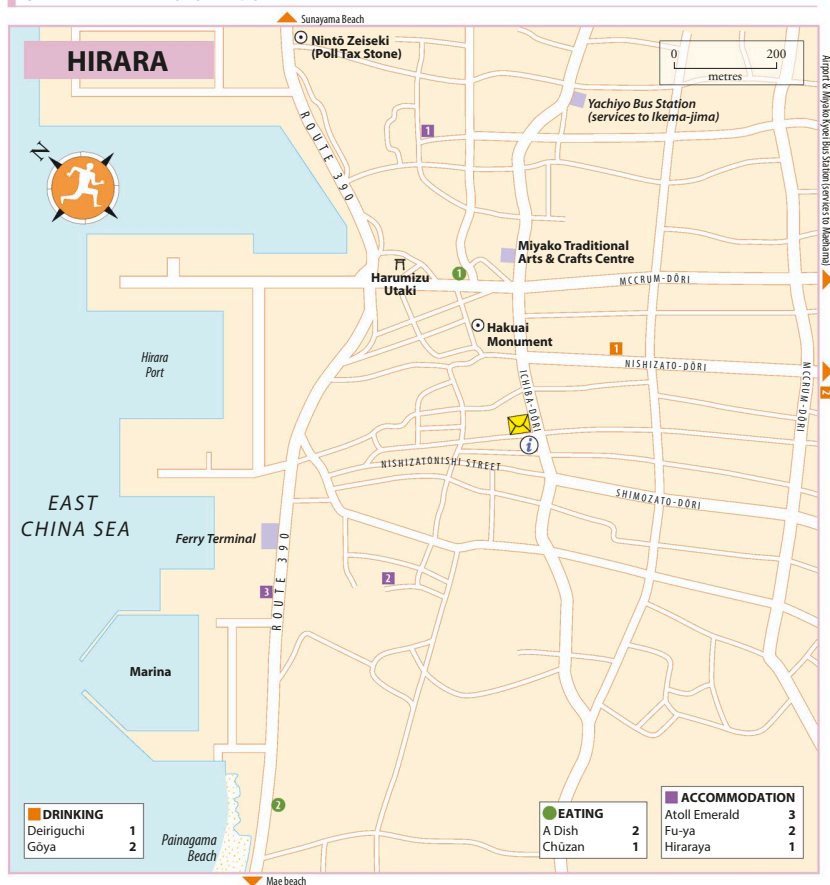 Sunayama Beach
HIRARA
Nintō Zeiseki
(Poll Tax Stone)
0 200
metres
N
Yachiyo Bus Station
(services to Ikema-jima)
Airport & Miyako Kyoei Bus Station (services to Maehama)
ROUTE 390
1
Miyako Traditional
Arts & Crafts Centre
Harumizu
Utaki
1
MCCRUM-DŌRI
Hakuai
Monument
1
NISHIZATO-DŌRI
2
MCCRUM-DŌRI
Hirara
Port
ICHIBA-DŌRI
i
NISHIZATONISHI STREET
SHIMOZATO-DŌRI
EAST
CHINA SEA
Ferry Terminal
ROUTE 390
2
3
Marina
2
Painagama
Beach
DRINKING
Deiriguchi 1
Gōya 2
EATING
A Dish 2
Chūzan 1
ACCOMMODATION
Atoll Emerald 3
Fu-ya 2
Hiraraya 1
Mae beach